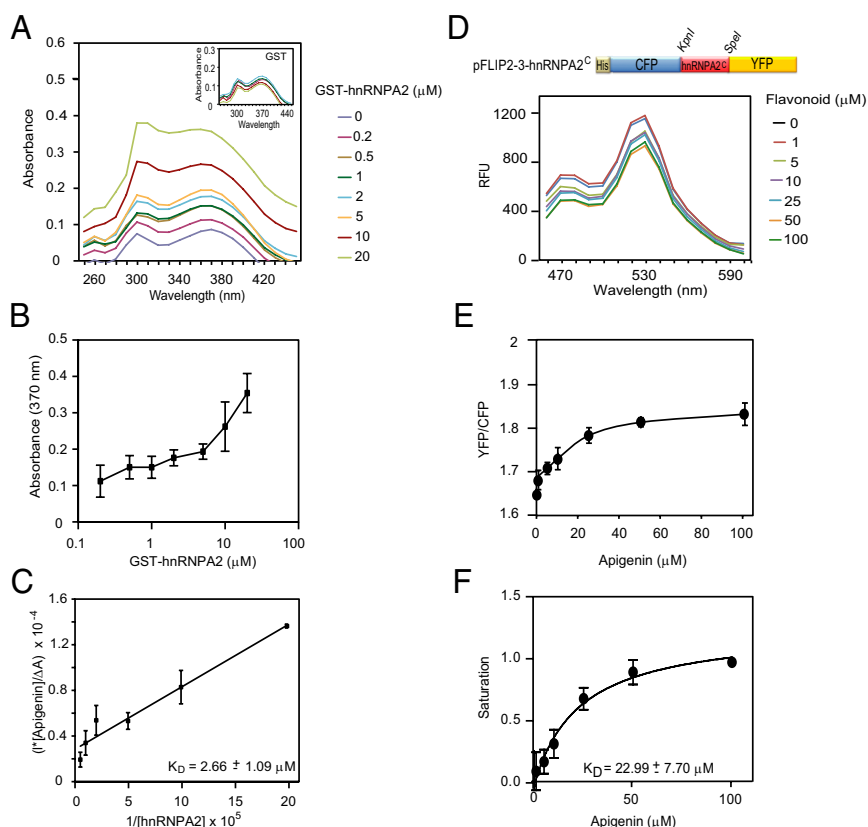 A
0.6
0.5
0.4
0.3
0.2
0.1
0
Absorbance
260 300 340 380 420
Wavelength (nm)
0.3
0.2
0.1
0
Absorbance
GST
300 370 440
Wavelength
GST-hnRNPA2 (μM)
0
0.2
0.5
1
2
5
10
20
B
0.5
0.4
0.3
0.2
0.1
0
Absorbance (370 nm)
0.1 1 10 100
GST-hnRNPA2 (μM)
C
1.6
1.2
0.8
0.4
0
(l*[Apigenin]/ΔA) x 10⁻⁴
K_D = 2.66 ± 1.09 μM
0 5 10 15 20
1/[hnRNPA2] x 10⁵
D
KpnI SpeI
pFLIP2-3-hnRNPA2ᶜ His CFP hnRNPA2ᶜ YFP
1200
800
400
0
RFU
470 530 590
Wavelength (nm)
Flavonoid (μM)
0
1
5
10
25
50
100
E
2
1.9
1.8
1.7
1.6
YFP/CFP
0 20 40 60 80 100
Apigenin (μM)
F
1.5
1.0
0.5
0.0
Saturation
K_D = 22.99 ± 7.70 μM
0 50 100
Apigenin (μM)